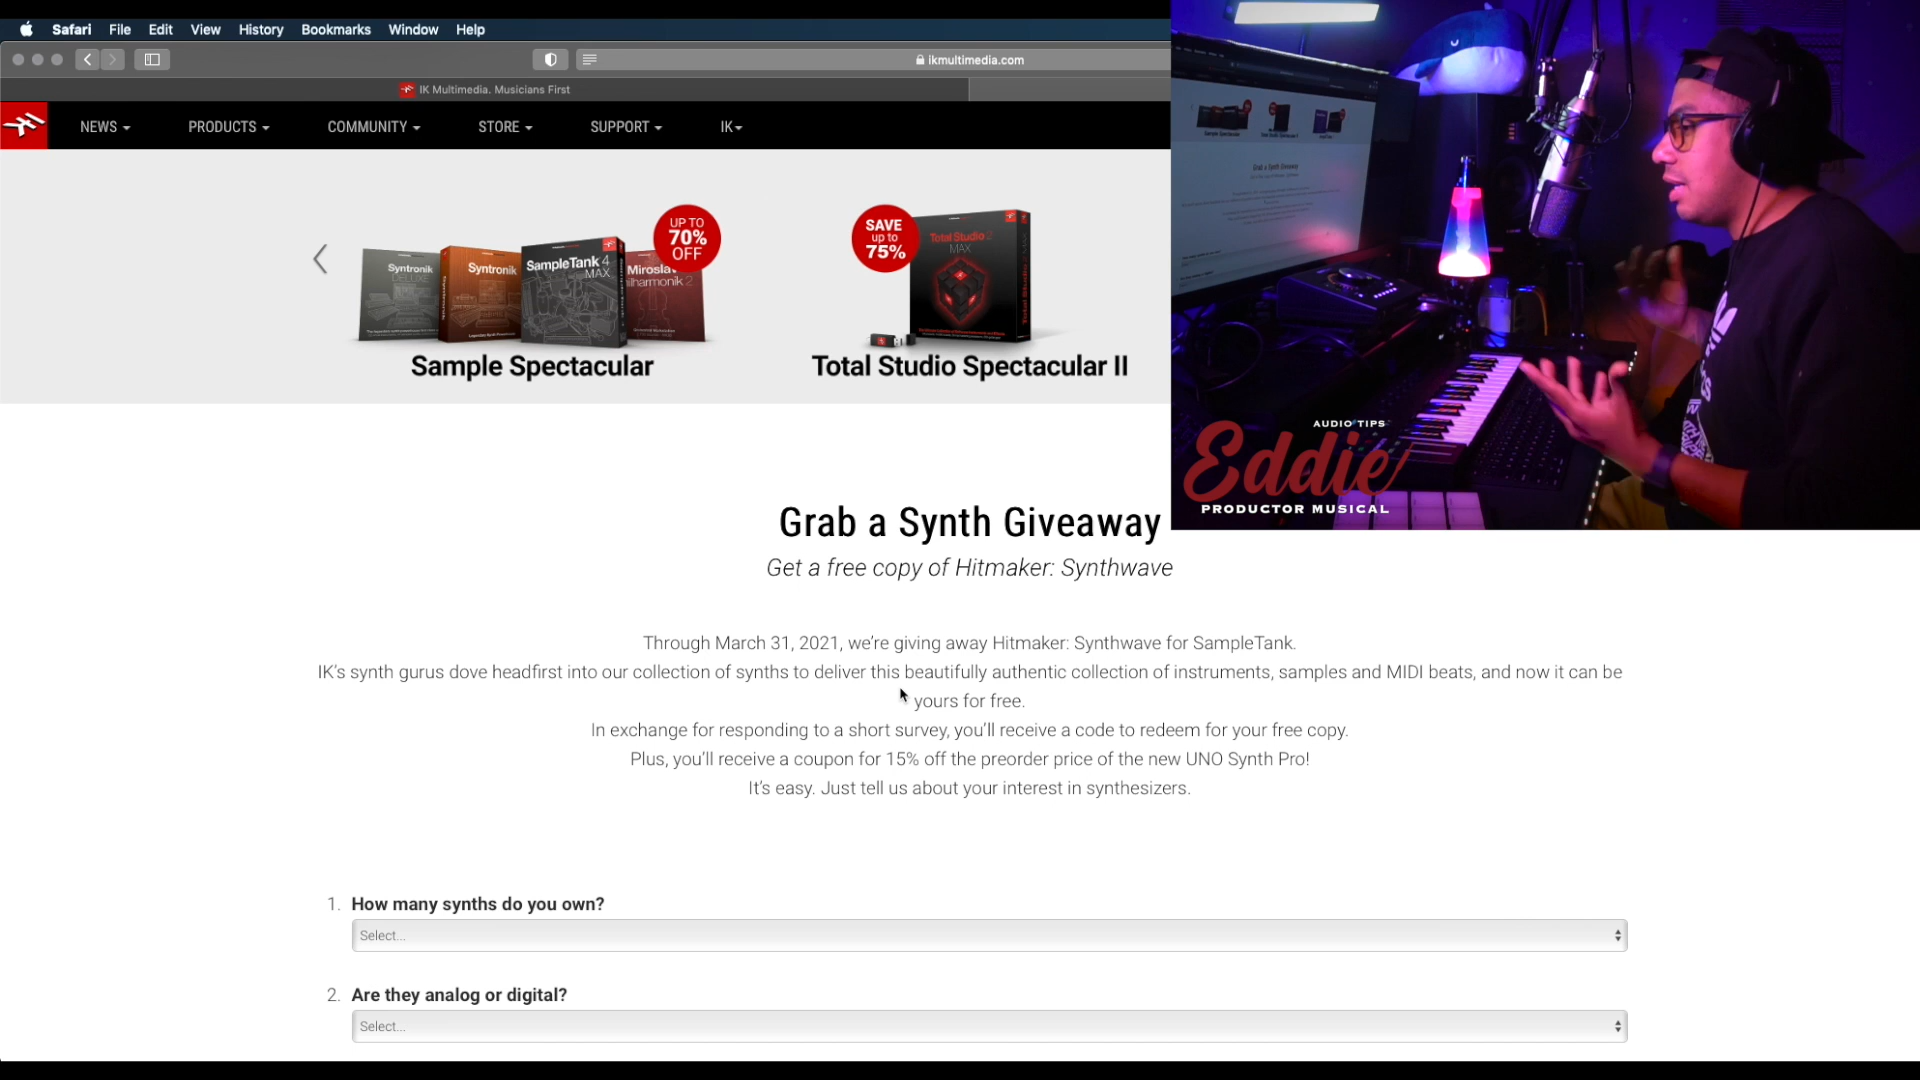 Safari File Edit View History Bookmarks Window Help
ikmultimedia.com
IK Multimedia. Musicians First
NEWS PRODUCTS COMMUNITY STORE SUPPORT IK
UP TO
70%
OFF
Syntronik
DELUXE
Syntronik
SampleTank 4
MAX
Miroslav
Philharmonik 2
Sample Spectacular
SAVE
up to
75%
Total Studio 2
MAX
Total Studio Spectacular II
AUDIO TIPS
Eddie
PRODUCTOR MUSICAL
Grab a Synth Giveaway
Get a free copy of Hitmaker: Synthwave
Through March 31, 2021, we’re giving away Hitmaker: Synthwave for SampleTank.
IK’s synth gurus dove headfirst into our collection of synths to deliver this beautifully authentic collection of instruments, samples and MIDI beats, and now it can be
yours for free.
In exchange for responding to a short survey, you’ll receive a code to redeem for your free copy.
Plus, you’ll receive a coupon for 15% off the preorder price of the new UNO Synth Pro!
It’s easy. Just tell us about your interest in synthesizers.
1. How many synths do you own?
Select...
2. Are they analog or digital?
Select...